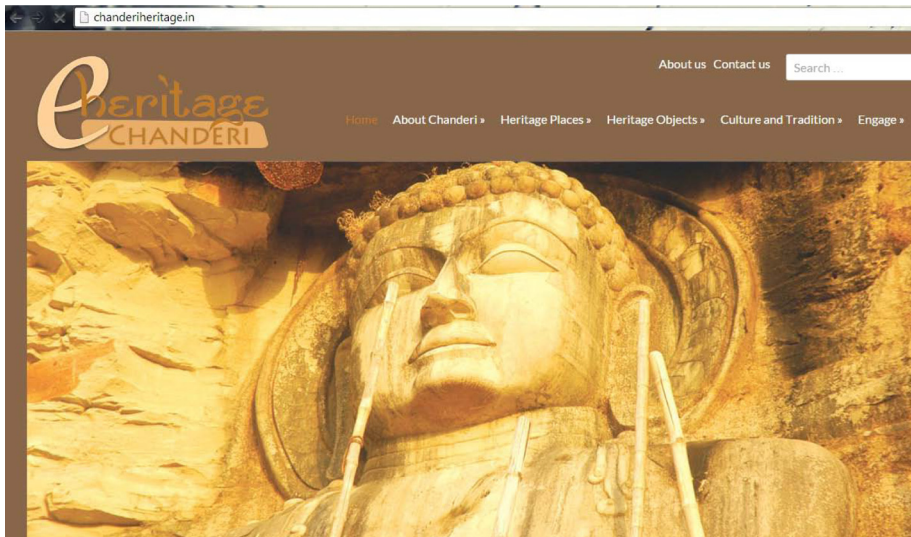 chanderiheritage.in
About us Contact us Search ...
eheritage
CHANDERI
Home About Chanderi » Heritage Places » Heritage Objects » Culture and Tradition » Engage »